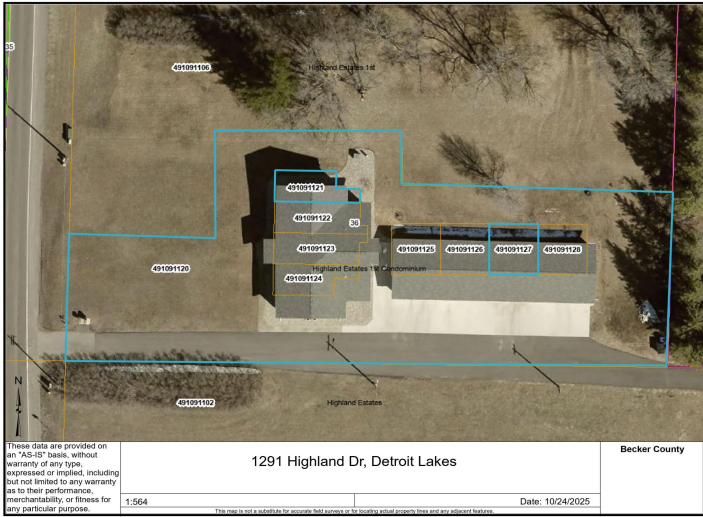 35
491091106
Highland Estates 1st
491091121
491091122
36
491091123
491091125
491091126
491091127
491091128
491091120
Highland Estates 1st Condominium
491091124
N
491091102
Highland Estates
These data are provided on
an "AS-IS" basis, without
warranty of any type,
expressed or implied, including
but not limited to any warranty
as to their performance,
merchantability, or fitness for
any particular purpose.
1291 Highland Dr, Detroit Lakes
Becker County
1:564
Date: 10/24/2025
This map is not a substitute for accurate field surveys or for locating actual property lines and any adjacent features.